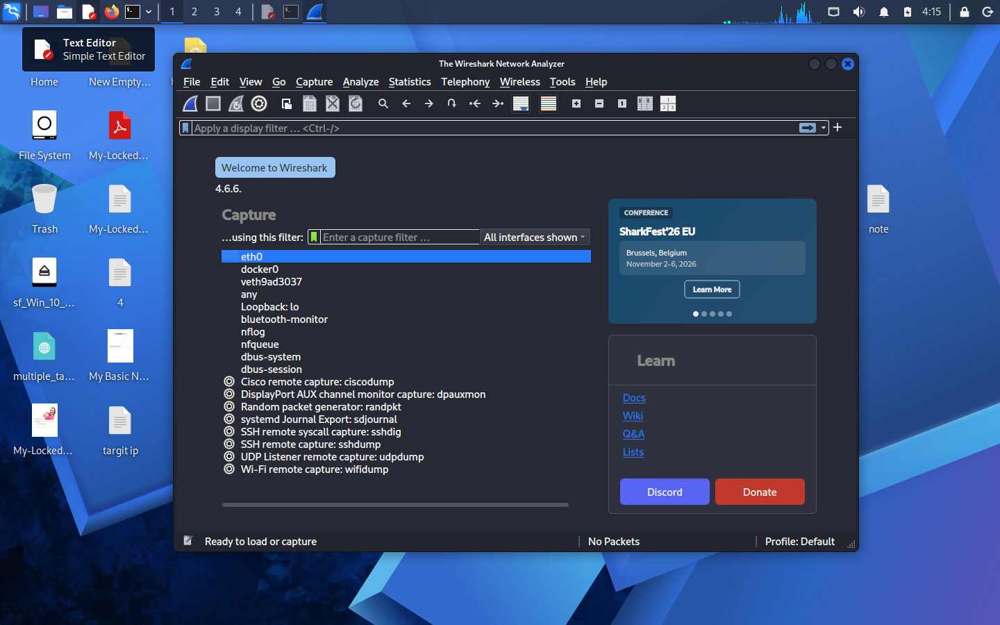 1 2 3 4
4:15
Text Editor
Simple Text Editor
Home
New Empty...
File System
My-Locked...
Trash
My-Locked...
sf_Win_10_...
4
multiple_ta...
My Basic N...
My-Locked...
targit ip
note
The Wireshark Network Analyzer
File Edit View Go Capture Analyze Statistics Telephony Wireless Tools Help
Apply a display filter … <Ctrl-/>
Welcome to Wireshark
4.6.6.
Capture
…using this filter: Enter a capture filter … All interfaces shown
eth0
docker0
veth9ad3037
any
Loopback: lo
bluetooth-monitor
nflog
nfqueue
dbus-system
dbus-session
Cisco remote capture: ciscodump
DisplayPort AUX channel monitor capture: dpauxmon
Random packet generator: randpkt
systemd Journal Export: sdjournal
SSH remote syscall capture: sshdig
SSH remote capture: sshdump
UDP Listener remote capture: udpdump
Wi-Fi remote capture: wifidump
CONFERENCE
SharkFest'26 EU
Brussels, Belgium
November 2-6, 2026
Learn More
Learn
Docs
Wiki
Q&A
Lists
Discord Donate
Ready to load or capture No Packets Profile: Default